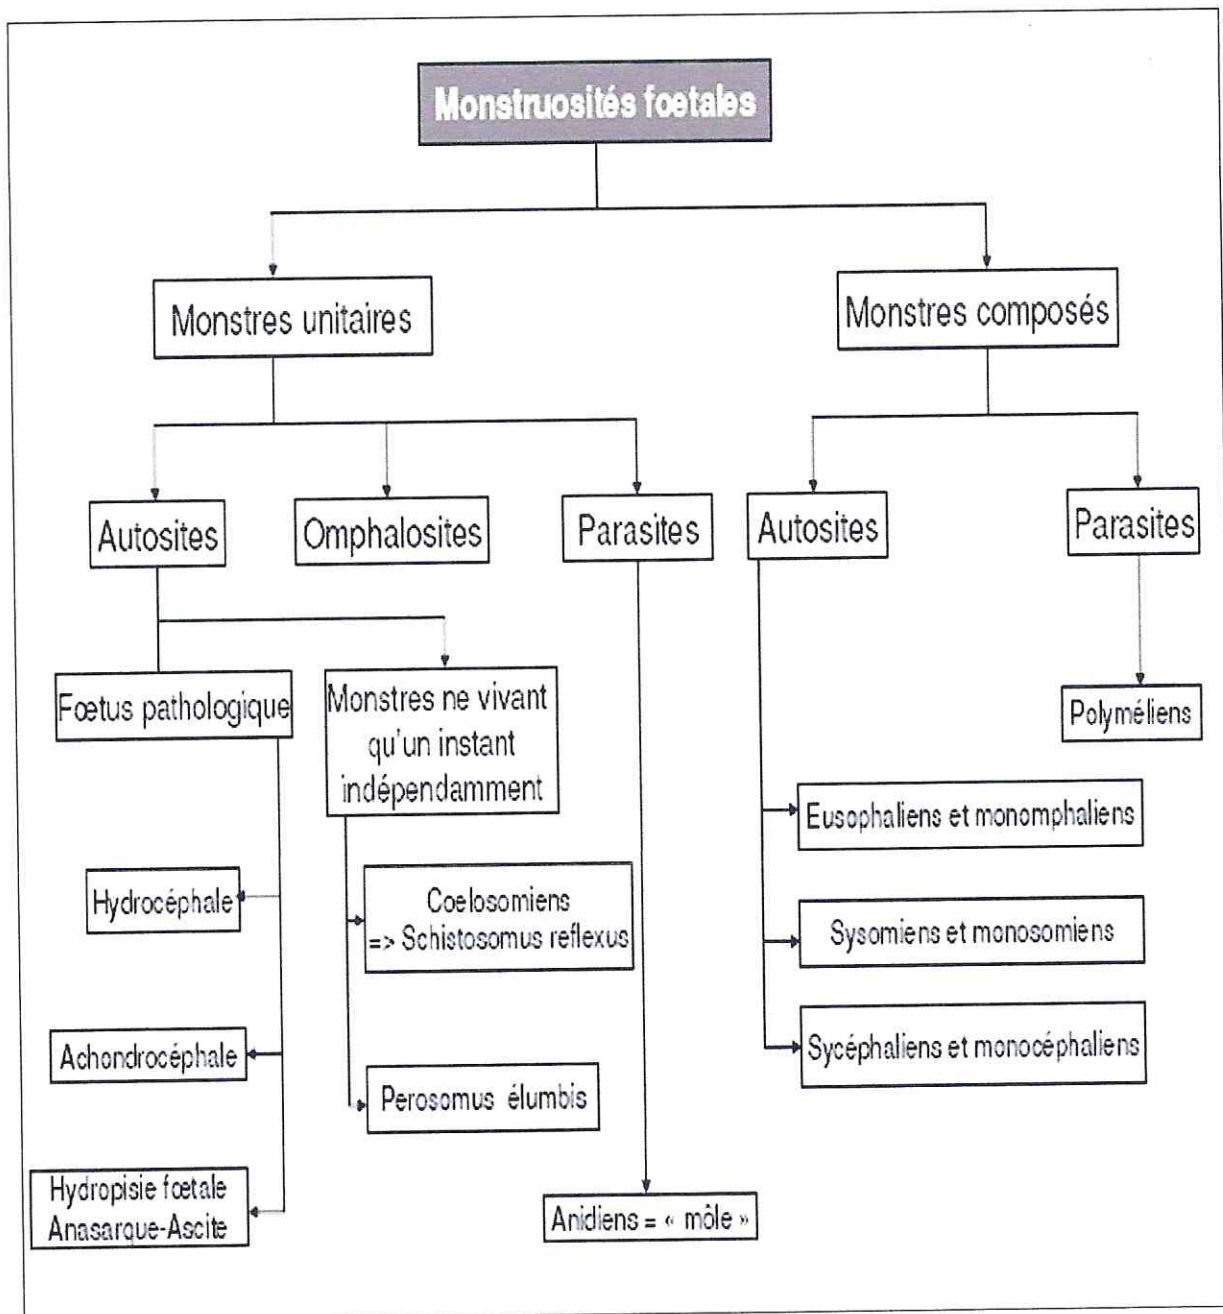 Monstruosités fœtales
Monstres unitaires
Monstres composés
Autosites
Omphalosites
Parasites
Autosites
Parasites
Fœtus pathologique
Monstres ne vivant
qu'un instant
indépendamment
Polyméliens
Eusophaliens et monomphaliens
Hydrocéphale
Coelosomiens
=> Schistosomus reflexus
Sysomiens et monosomiens
Achondrocéphale
Sycéphaliens et monocéphaliens
Perosomus élumbis
Hydropisie fœtale
Anasarque-Ascite
Anidiens = « môle »